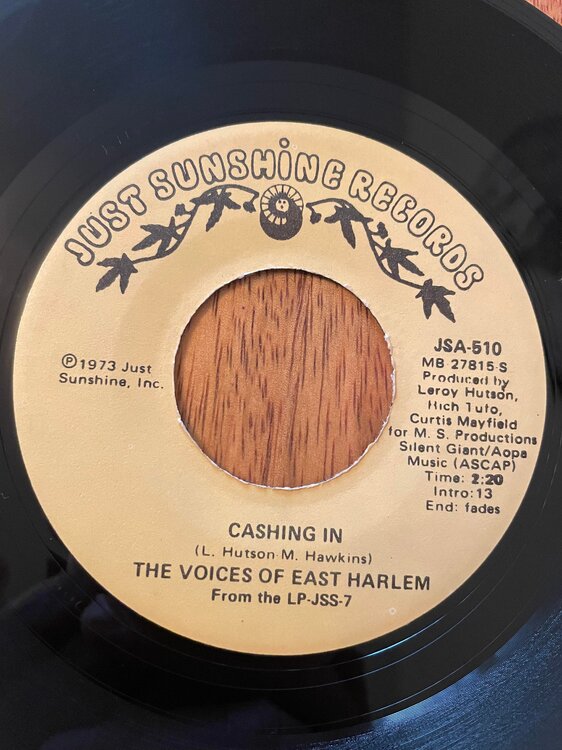 JUST SUNSHINE RECORDS
℗1973 Just
Sunshine, Inc.
JSA-510
MB 27815-S
Produced by
Leroy Hutson,
Rich Tufo,
Curtis Mayfield
for M. S. Productions
Silent Giant/Aopa
Music (ASCAP)
Time: 2:20
Intro: 13
End: fades
CASHING IN
(L. Hutson-M. Hawkins)
THE VOICES OF EAST HARLEM
From the LP-JSS-7